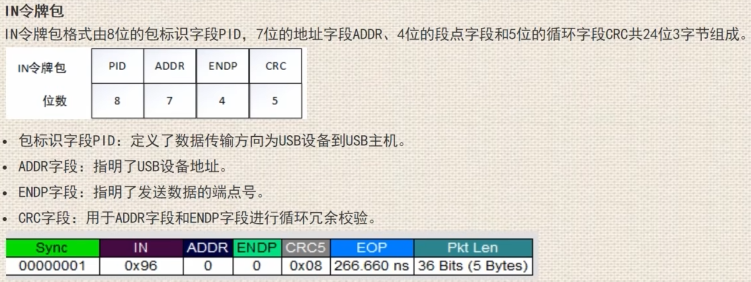 IN令牌包
IN令牌包格式由8位的包标识字段PID，7位的地址字段ADDR、4位的段点字段和5位的循环字段CRC共24位3字节组成。
IN令牌包 PID ADDR ENDP CRC
位数 8 7 4 5
• 包标识字段PID：定义了数据传输方向为USB设备到USB主机。
• ADDR字段：指明了USB设备地址。
• ENDP字段：指明了发送数据的端点号。
• CRC字段：用于ADDR字段和ENDP字段进行循环冗余校验。
Sync IN ADDR ENDP CRC5 EOP Pkt Len
00000001 0x96 0 0 0x08 266.660 ns 36 Bits (5 Bytes)